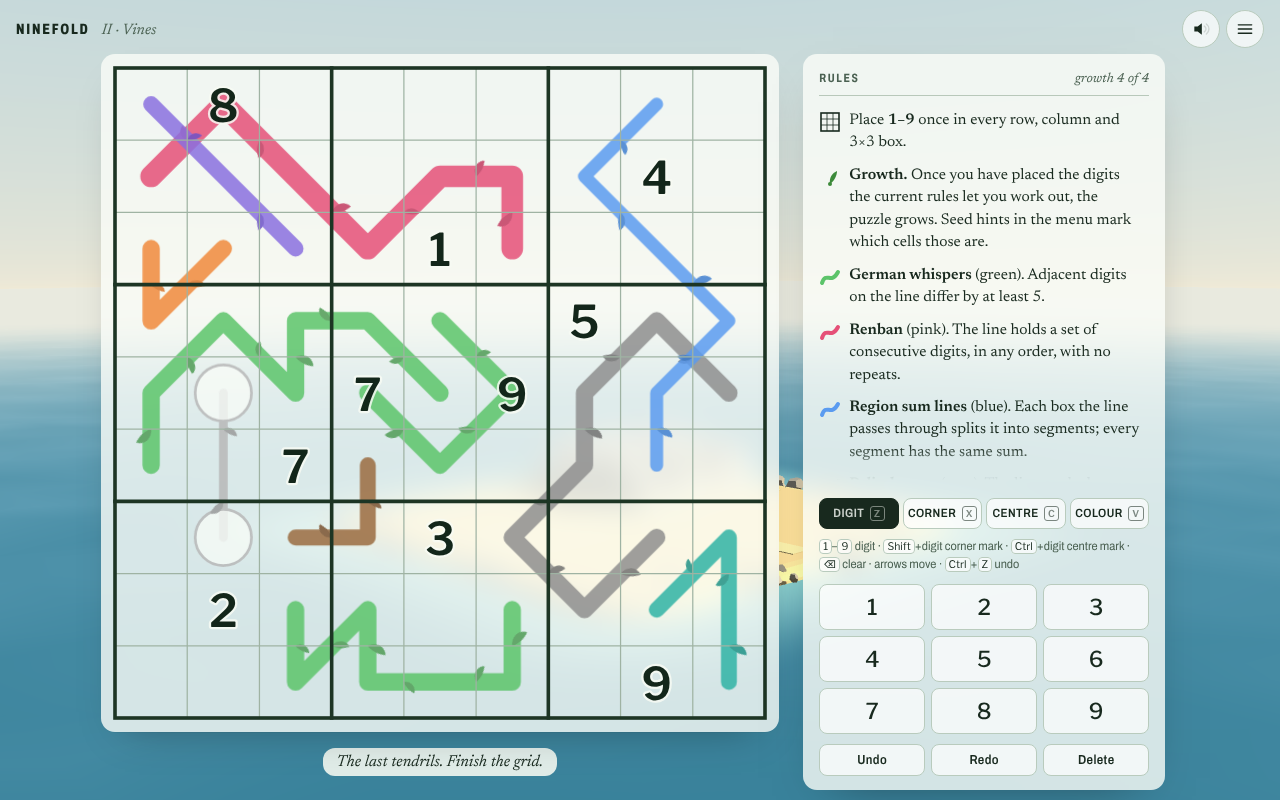 NINEFOLD II · Vines
8
4
1
5
7 9
7
3
2
9
The last tendrils. Finish the grid.
RULES growth 4 of 4
Place 1–9 once in every row, column and
3×3 box.
Growth. Once you have placed the digits
the current rules let you work out, the
puzzle grows. Seed hints in the menu mark
which cells those are.
German whispers (green). Adjacent digits
on the line differ by at least 5.
Renban (pink). The line holds a set of
consecutive digits, in any order, with no
repeats.
Region sum lines (blue). Each box the line
passes through splits it into segments; every
segment has the same sum.
DIGIT Z CORNER X CENTRE C COLOUR V
1–9 digit · Shift+digit corner mark · Ctrl+digit centre mark ·
⌫ clear · arrows move · Ctrl+Z undo
1 2 3
4 5 6
7 8 9
Undo Redo Delete